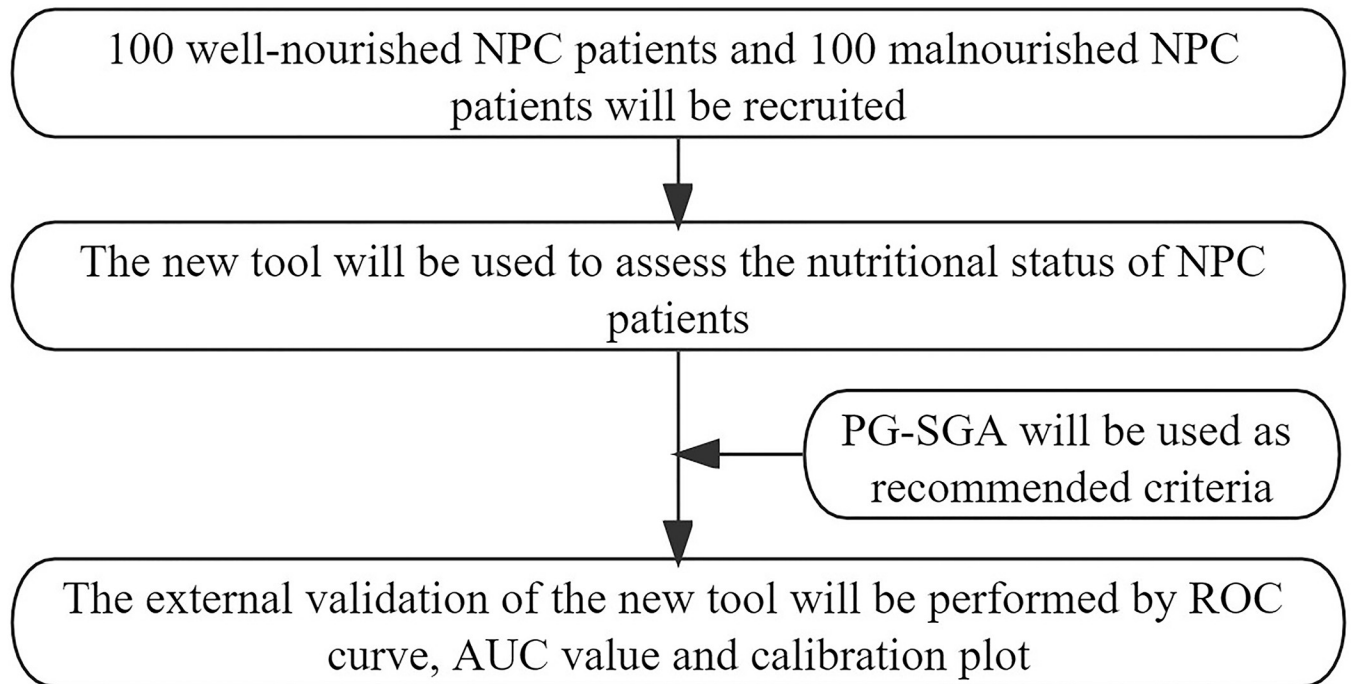 100 well-nourished NPC patients and 100 malnourished NPC
patients will be recruited
The new tool will be used to assess the nutritional status of NPC
patients
PG-SGA will be used as
recommended criteria
The external validation of the new tool will be performed by ROC
curve, AUC value and calibration plot